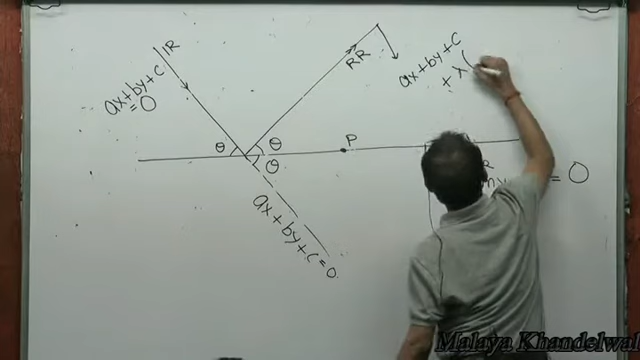 IR
ax+by+c
=0
RR
ax+by+c
+ λ(
θ
θ
θ
P
ax+by+c=0
= 0
Malaya Khandelwal